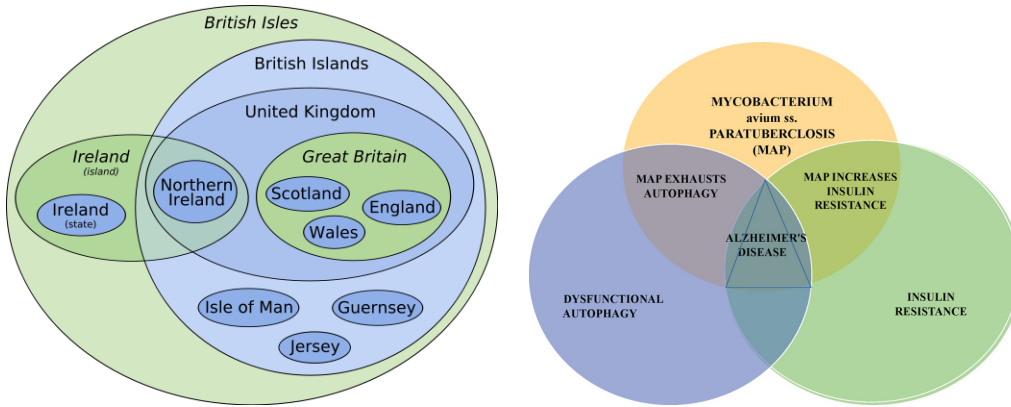 British Isles
British Islands
United Kingdom
Great Britain
Ireland
(island)
Northern
Ireland
Scotland
England
Wales
Ireland
(state)
Isle of Man
Guernsey
Jersey
MYCOBACTERIUM
avium ss.
PARATUBERCLOSIS
(MAP)
MAP EXHAUSTS
AUTOPHAGY
MAP INCREASES
INSULIN
RESISTANCE
ALZHEIMER'S
DISEASE
DYSFUNCTIONAL
AUTOPHAGY
INSULIN
RESISTANCE